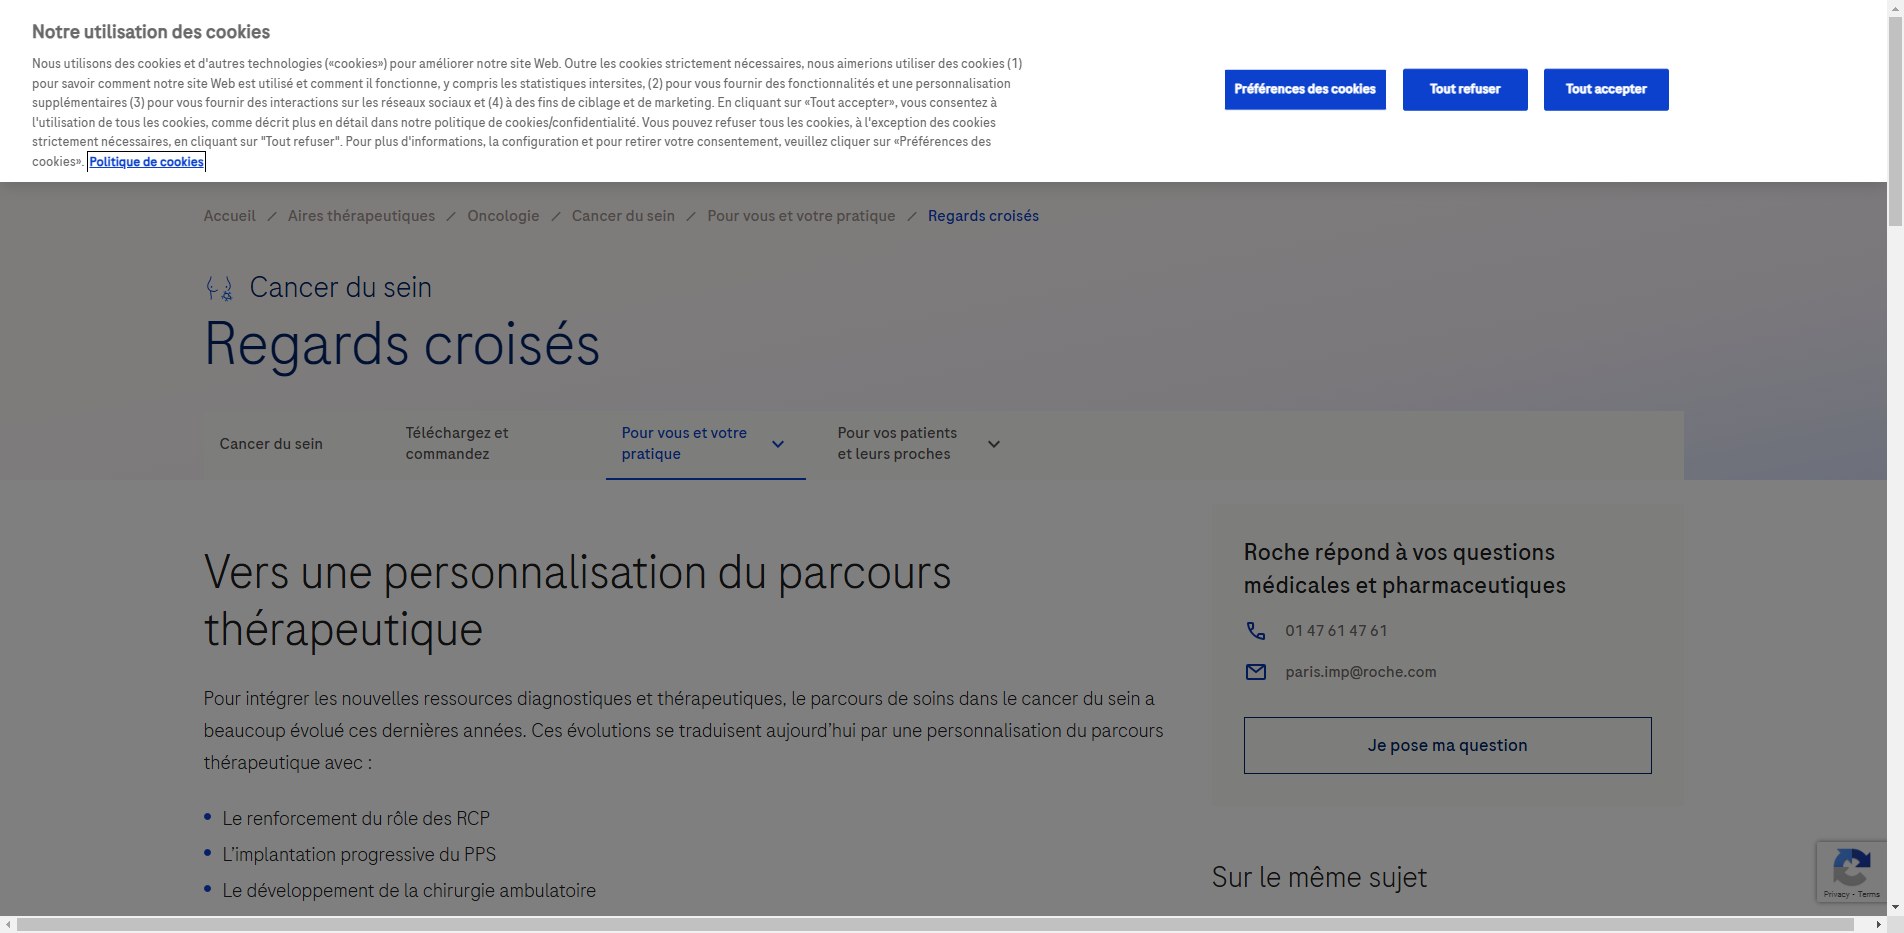 Notre utilisation des cookies
Nous utilisons des cookies et d'autres technologies («cookies») pour améliorer notre site Web. Outre les cookies strictement nécessaires, nous aimerions utiliser des cookies (1)
pour savoir comment notre site Web est utilisé et comment il fonctionne, y compris les statistiques intersites, (2) pour vous fournir des fonctionnalités et une personnalisation
supplémentaires (3) pour vous fournir des interactions sur les réseaux sociaux et (4) à des fins de ciblage et de marketing. En cliquant sur «Tout accepter», vous consentez à
l'utilisation de tous les cookies, comme décrit plus en détail dans notre politique de cookies/confidentialité. Vous pouvez refuser tous les cookies, à l'exception des cookies
strictement nécessaires, en cliquant sur "Tout refuser". Pour plus d'informations, la configuration et pour retirer votre consentement, veuillez cliquer sur «Préférences des
cookies». Politique de cookies
Préférences des cookies
Tout refuser
Tout accepter
Accueil / Aires thérapeutiques / Oncologie / Cancer du sein / Pour vous et votre pratique / Regards croisés
Cancer du sein
Regards croisés
Cancer du sein
Téléchargez et
commandez
Pour vous et votre
pratique
Pour vos patients
et leurs proches
Vers une personnalisation du parcours
thérapeutique
Pour intégrer les nouvelles ressources diagnostiques et thérapeutiques, le parcours de soins dans le cancer du sein a
beaucoup évolué ces dernières années. Ces évolutions se traduisent aujourd’hui par une personnalisation du parcours
thérapeutique avec :
• Le renforcement du rôle des RCP
• L’implantation progressive du PPS
• Le développement de la chirurgie ambulatoire
Roche répond à vos questions
médicales et pharmaceutiques
01 47 61 47 61
paris.imp@roche.com
Je pose ma question
Sur le même sujet
Privacy - Terms